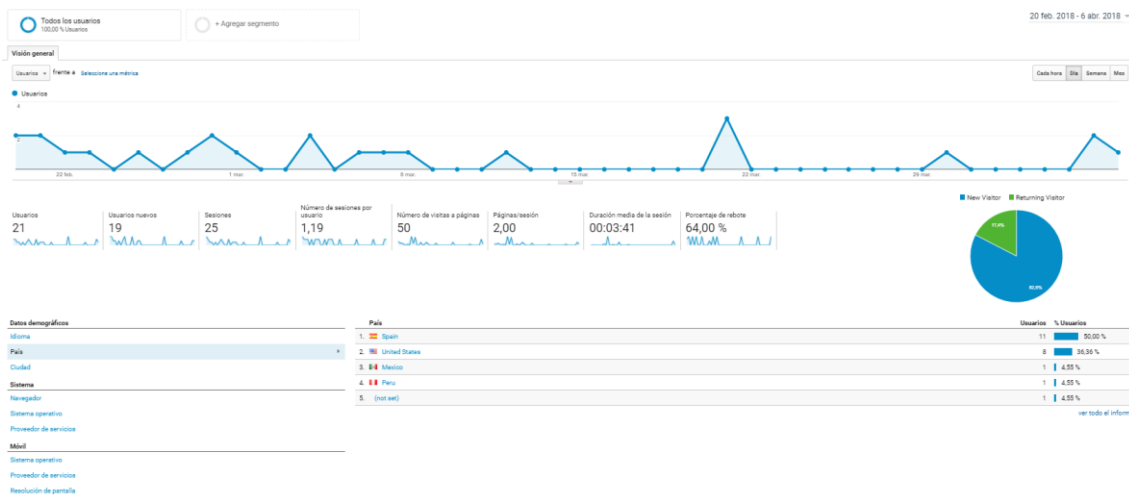 Todos los usuarios
100,00 % Usuarios
+ Agregar segmento
20 feb. 2018 - 6 abr. 2018
Visión general
Usuarios frente a Seleccione una métrica
Cada hora Día Semana Mes
Usuarios
4
2
22 feb. 1 mar. 8 mar. 15 mar. 22 mar. 29 mar.
New Visitor Returning Visitor
Usuarios
21
Usuarios nuevos
19
Sesiones
25
Número de sesiones por usuario
1,19
Número de visitas a páginas
50
Páginas/sesión
2,00
Duración media de la sesión
00:03:41
Porcentaje de rebote
64,00 %
17,4%
82,6%
Datos demográficos
Idioma
País
Ciudad
Sistema
Navegador
Sistema operativo
Proveedor de servicios
Móvil
Sistema operativo
Proveedor de servicios
Resolución de pantalla
País Usuarios % Usuarios
1. Spain 11 50,00 %
2. United States 8 36,36 %
3. Mexico 1 4,55 %
4. Peru 1 4,55 %
5. (not set) 1 4,55 %
ver todo el inform